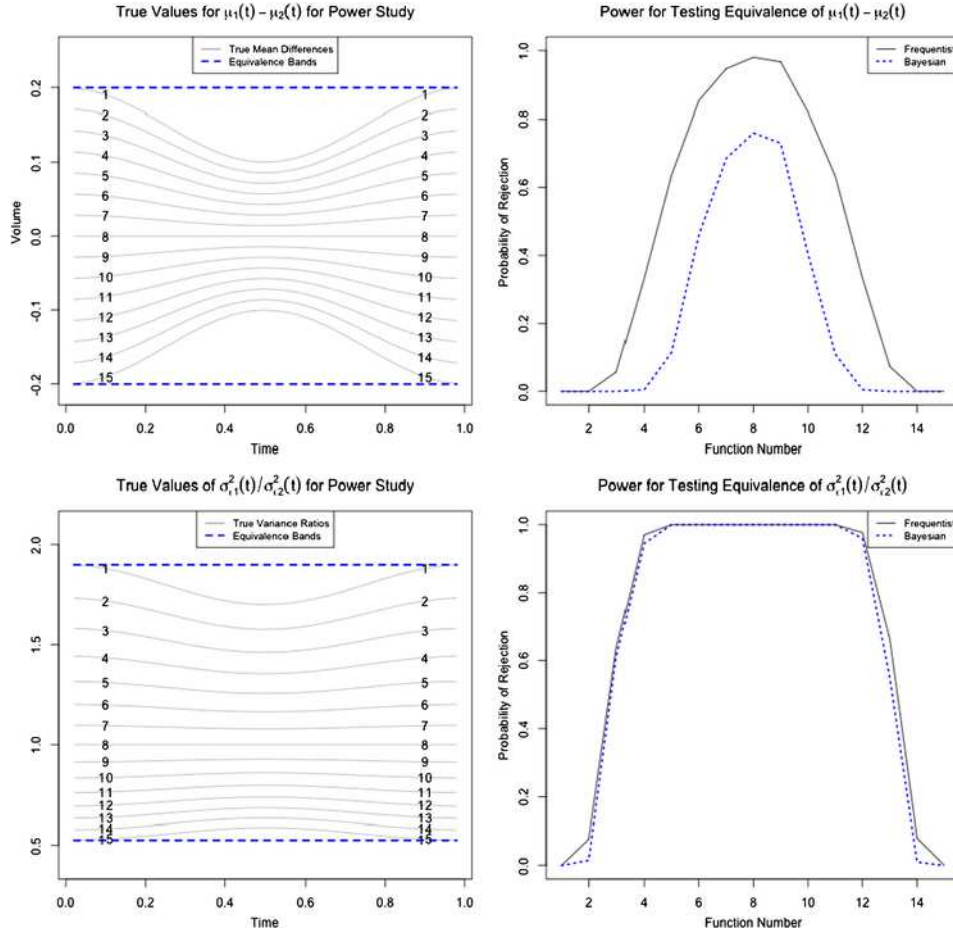 True Values for μ1(t) − μ2(t) for Power Study
True Mean Differences
Equivalence Bands
Volume
0.2
0.1
0.0
-0.1
-0.2
1 1
2 2
3 3
4 4
5 5
6 6
7 7
8 8
9 9
10 10
11 11
12 12
13 13
14 14
15 15
0.0 0.2 0.4 0.6 0.8 1.0
Time
Power for Testing Equivalence of μ1(t) − μ2(t)
Frequentist
Bayesian
Probability of Rejection
1.0
0.8
0.6
0.4
0.2
0.0
2 4 6 8 10 12 14
Function Number
True Values of σ²ε1(t)/σ²ε2(t) for Power Study
True Variance Ratios
Equivalence Bands
2.0
1.5
1.0
0.5
1 1
2 2
3 3
4 4
5 5
6 6
7 7
8 8
9 9
10 10
11 11
12 12
13 13
14 14
15 15
0.0 0.2 0.4 0.6 0.8 1.0
Time
Power for Testing Equivalence of σ²ε1(t)/σ²ε2(t)
Frequentist
Bayesian
Probability of Rejection
1.0
0.8
0.6
0.4
0.2
0.0
2 4 6 8 10 12 14
Function Number